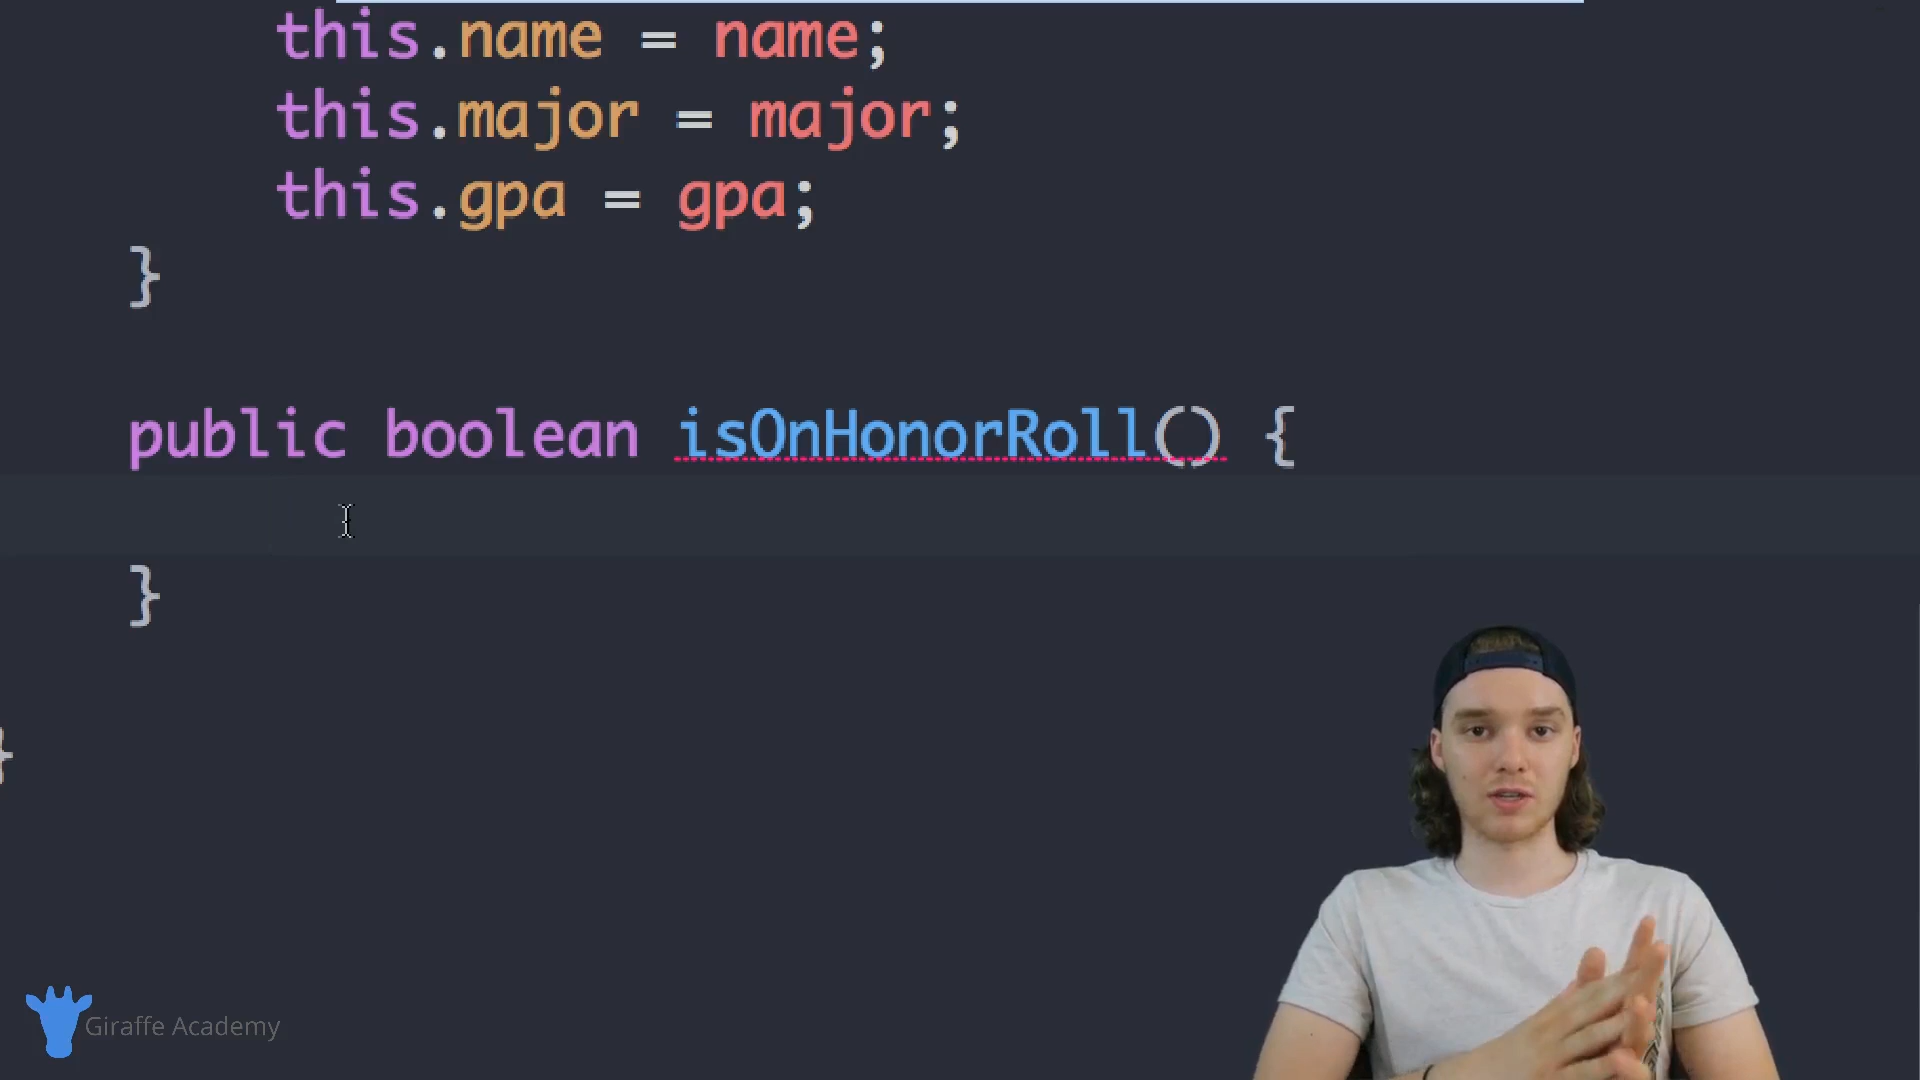 this.name = name;
this.major = major;
this.gpa = gpa;
}
public boolean isOnHonorRoll() {
}
}
Giraffe Academy